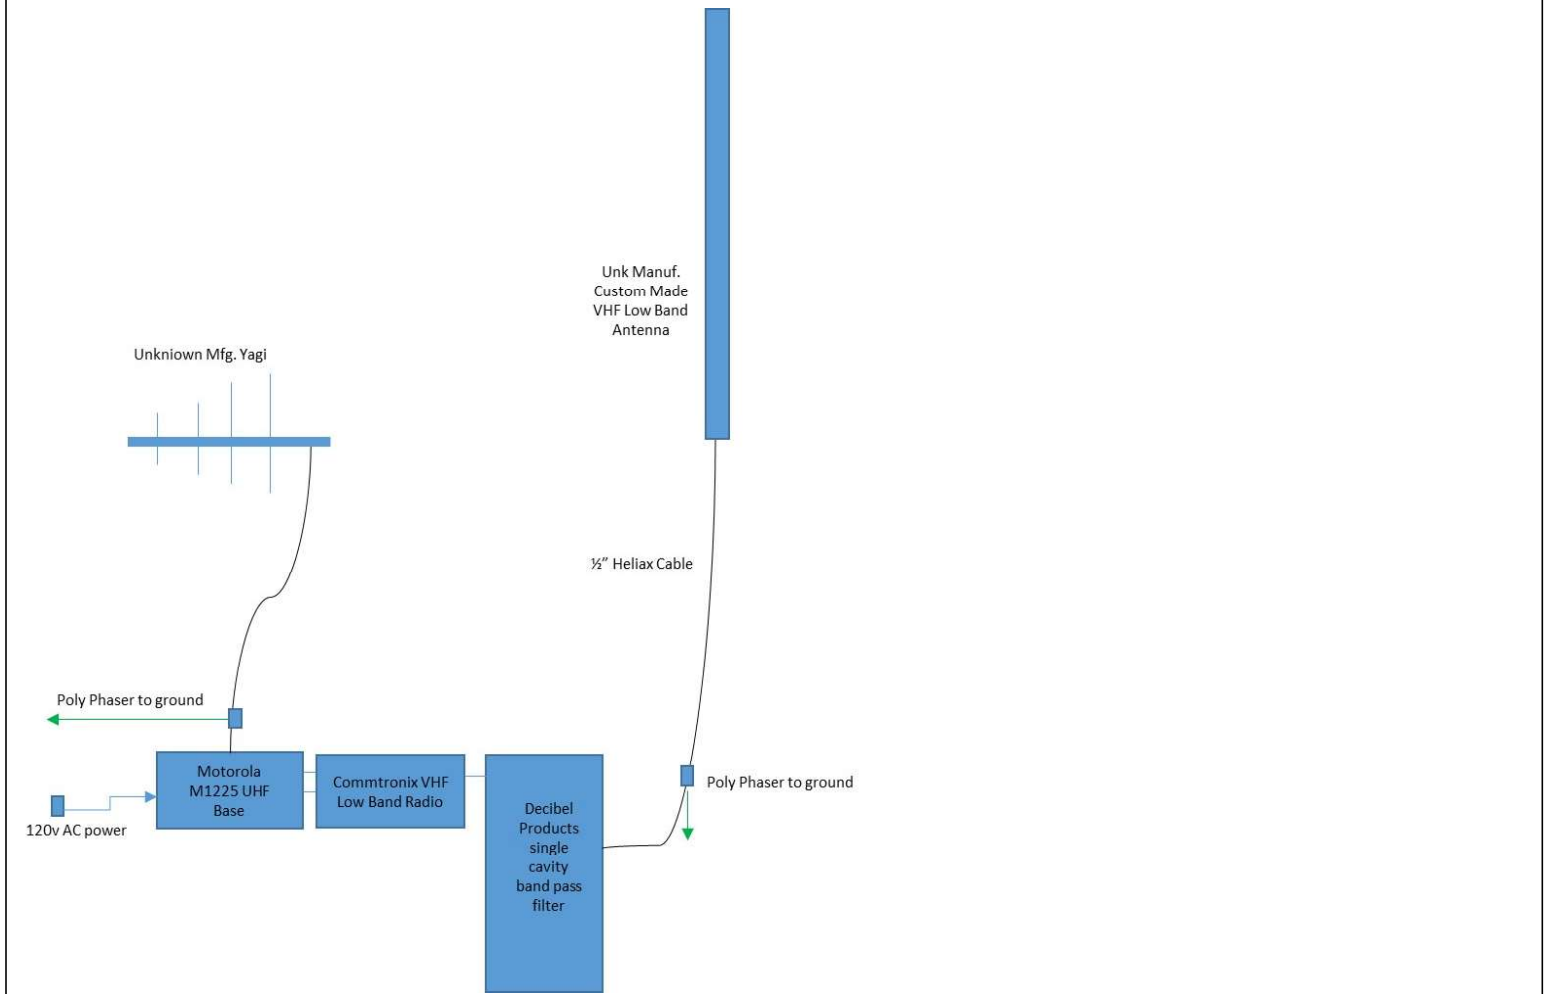 Unk Manuf.
Custom Made
VHF Low Band
Antenna
Unkniown Mfg. Yagi
½” Heliax Cable
Poly Phaser to ground
Motorola
M1225 UHF
Base
Commtronix VHF
Low Band Radio
Decibel
Products
single
cavity
band pass
filter
Poly Phaser to ground
120v AC power